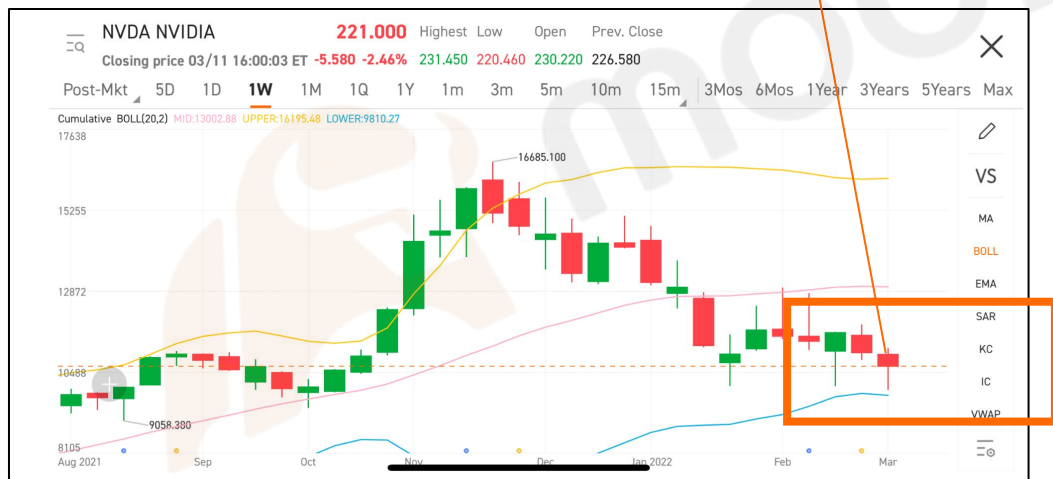 NVDA NVIDIA 221.000 Highest Low Open Prev. Close
Closing price 03/11 16:00:03 ET -5.580 -2.46% 231.450 220.460 230.220 226.580
Post-Mkt 5D 1D 1W 1M 1Q 1Y 1m 3m 5m 10m 15m 3Mos 6Mos 1Year 3Years 5Years Max
Cumulative BOLL(20,2) MID:13002.88 UPPER:16195.48 LOWER:9810.27
17638
16685.100
15255
VS
MA
BOLL
12872
EMA
SAR
KC
10488
IC
9058.380
VWAP
8105
Aug 2021 Sep Oct Nov Dec Jan 2022 Feb Mar